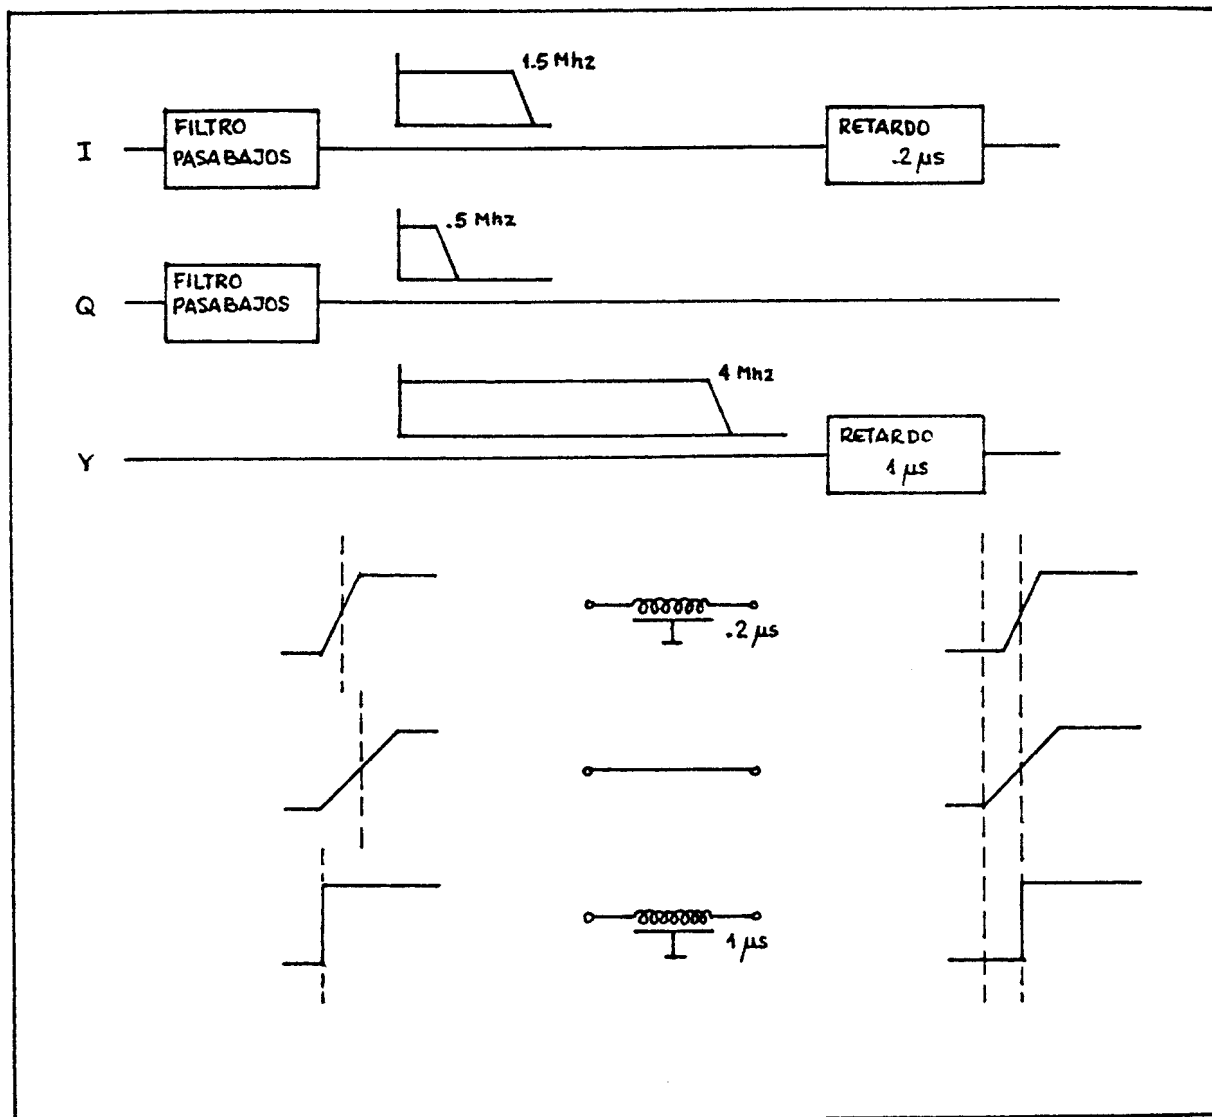 1.5 Mhz
I
FILTRO
PASABAJOS
RETARDO
.2 µs
.5 Mhz
Q
FILTRO
PASABAJOS
4 Mhz
Y
RETARDO
1 µs
.2 µs
1 µs